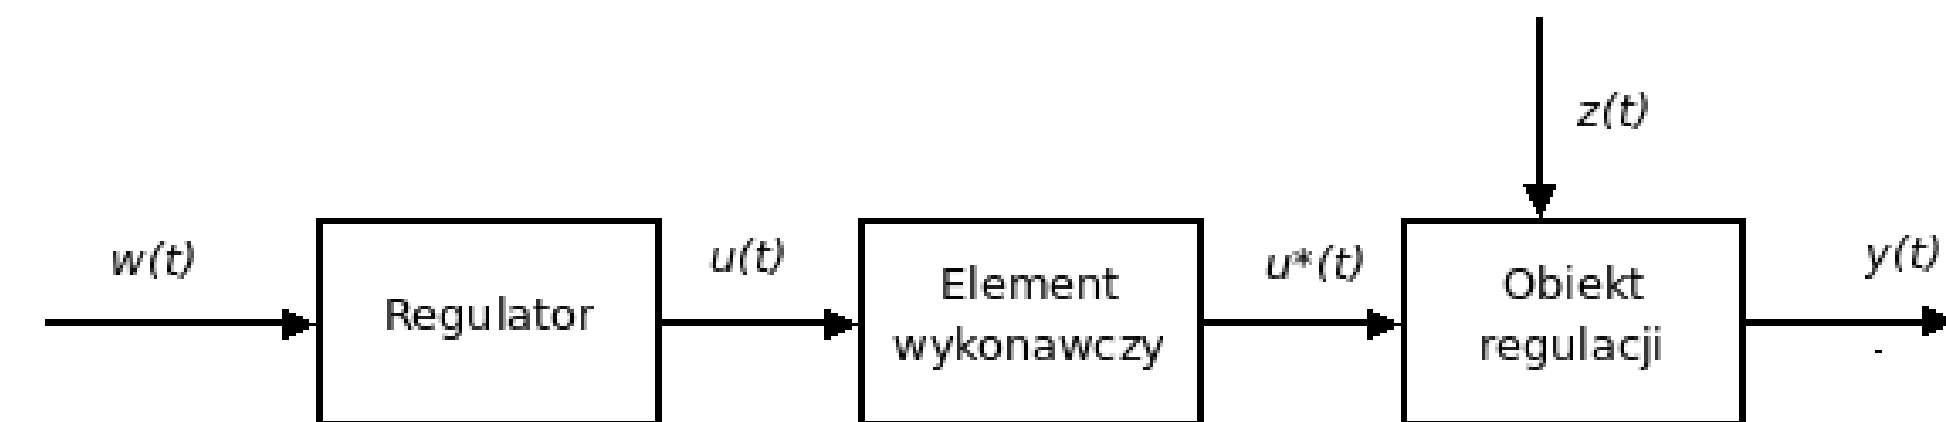 z(t)
w(t)
Regulator
u(t)
Element
wykonawczy
u*(t)
Obiekt
regulacji
y(t)